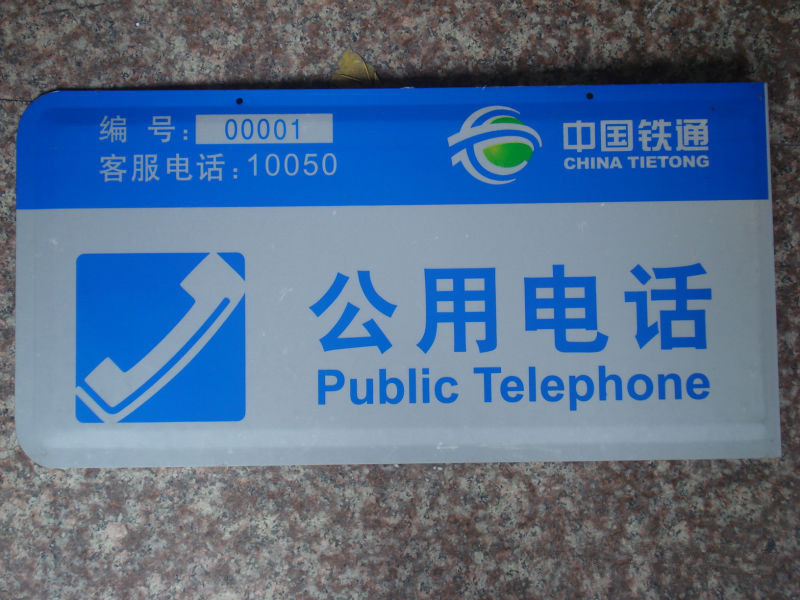 编 号: 00001
客服电话: 10050
中国铁通
CHINA TIETONG
公用电话
Public Telephone